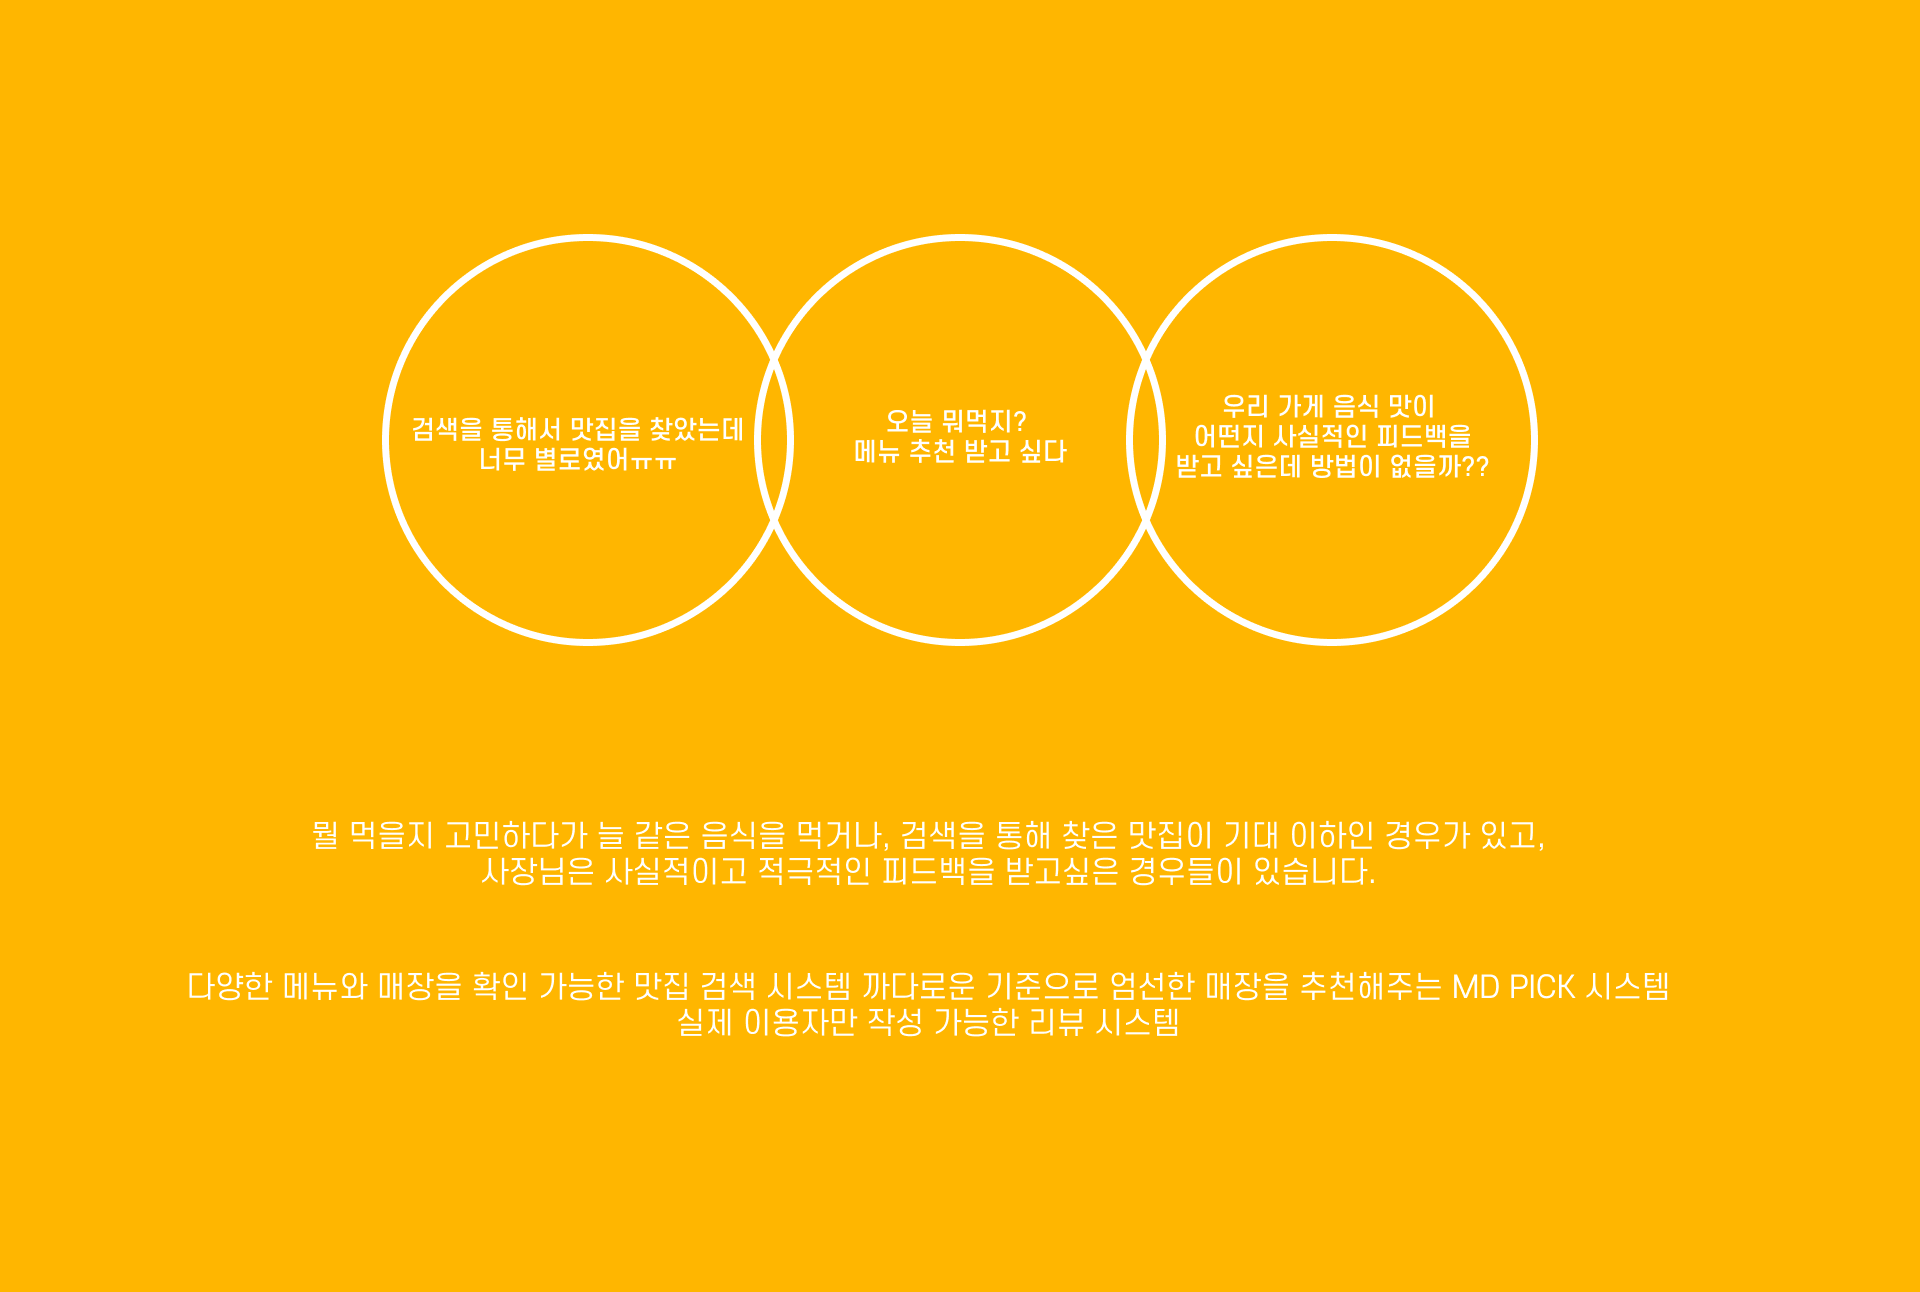 검색을 통해서 맛집을 찾았는데
너무 별로였어ㅠㅠ
오늘 뭐먹지?
메뉴 추천 받고 싶다
우리 가게 음식 맛이
어떤지 사실적인 피드백을
받고 싶은데 방법이 없을까??
뭘 먹을지 고민하다가 늘 같은 음식을 먹거나, 검색을 통해 찾은 맛집이 기대 이하인 경우가 있고,
사장님은 사실적이고 적극적인 피드백을 받고싶은 경우들이 있습니다.
다양한 메뉴와 매장을 확인 가능한 맛집 검색 시스템 까다로운 기준으로 엄선한 매장을 추천해주는 MD PICK 시스템
실제 이용자만 작성 가능한 리뷰 시스템